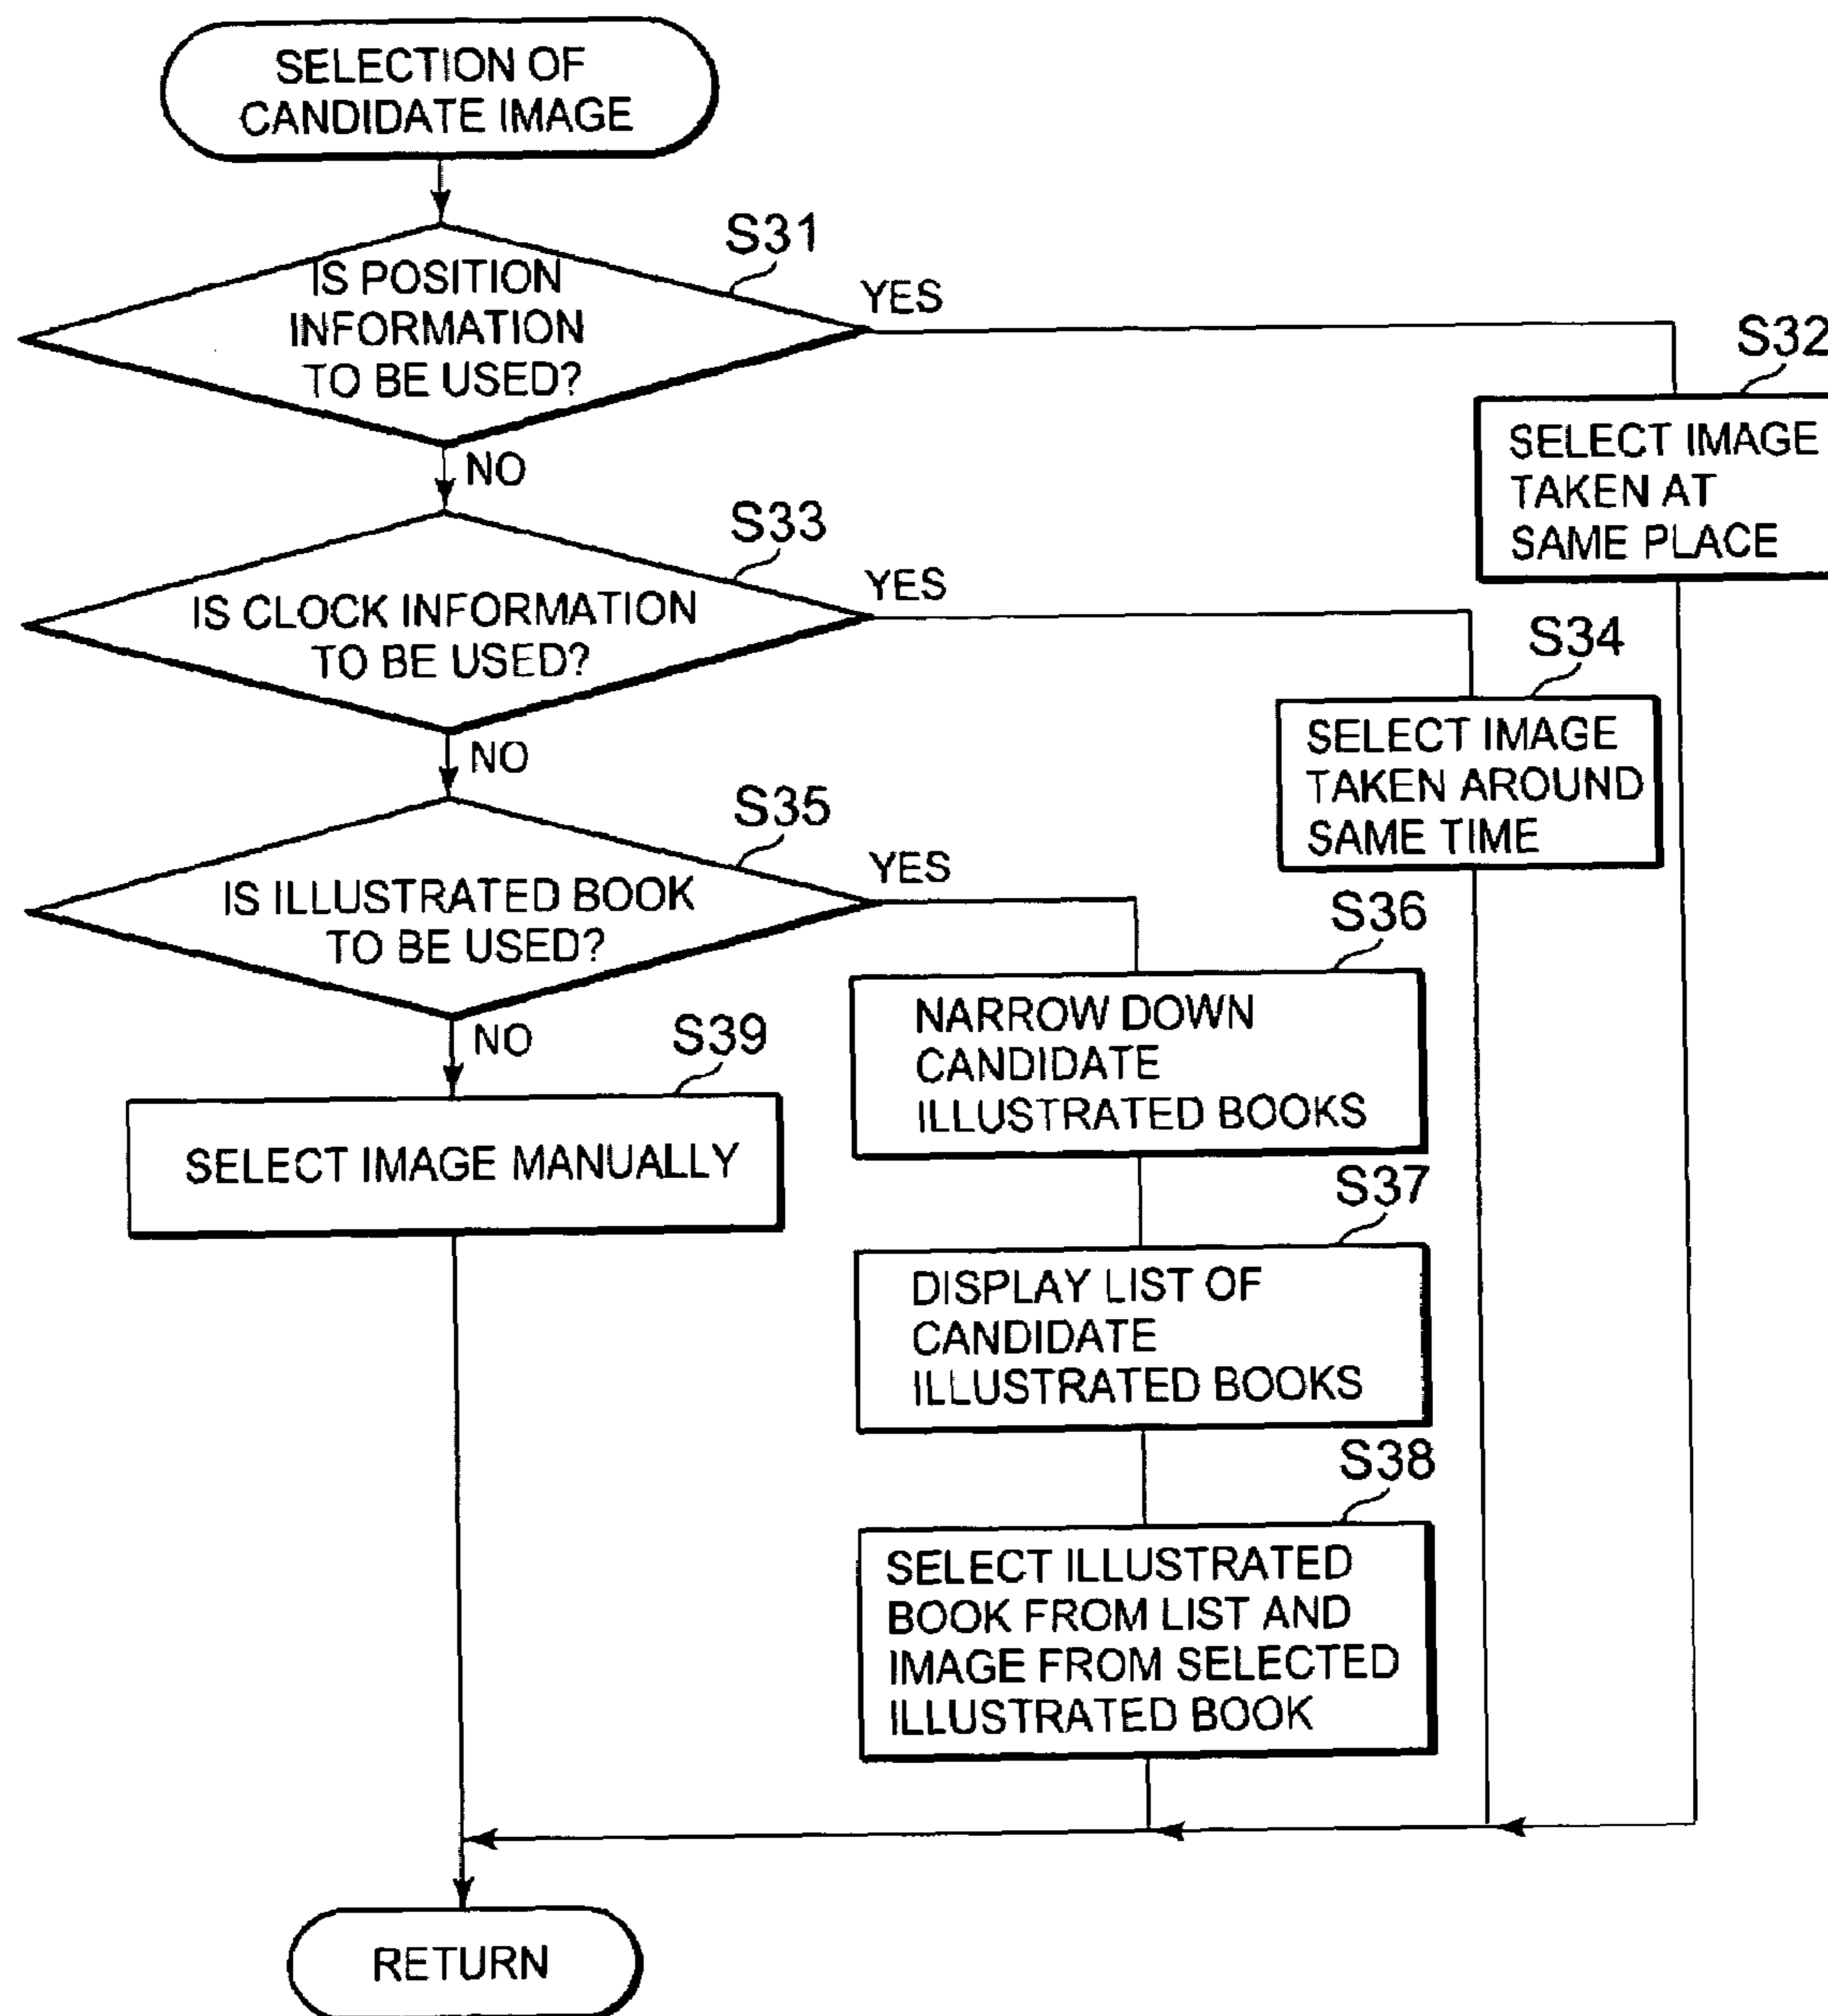 SELECTION OF
CANDIDATE IMAGE
S31
IS POSITION
INFORMATION
TO BE USED?
YES
S32
SELECT IMAGE
TAKEN AT
SAME PLACE
NO
S33
IS CLOCK INFORMATION
TO BE USED?
YES
S34
SELECT IMAGE
TAKEN AROUND
SAME TIME
NO
S35
IS ILLUSTRATED BOOK
TO BE USED?
YES
S36
NARROW DOWN
CANDIDATE
ILLUSTRATED BOOKS
NO
S39
SELECT IMAGE MANUALLY
S37
DISPLAY LIST OF
CANDIDATE
ILLUSTRATED BOOKS
S38
SELECT ILLUSTRATED
BOOK FROM LIST AND
IMAGE FROM SELECTED
ILLUSTRATED BOOK
RETURN